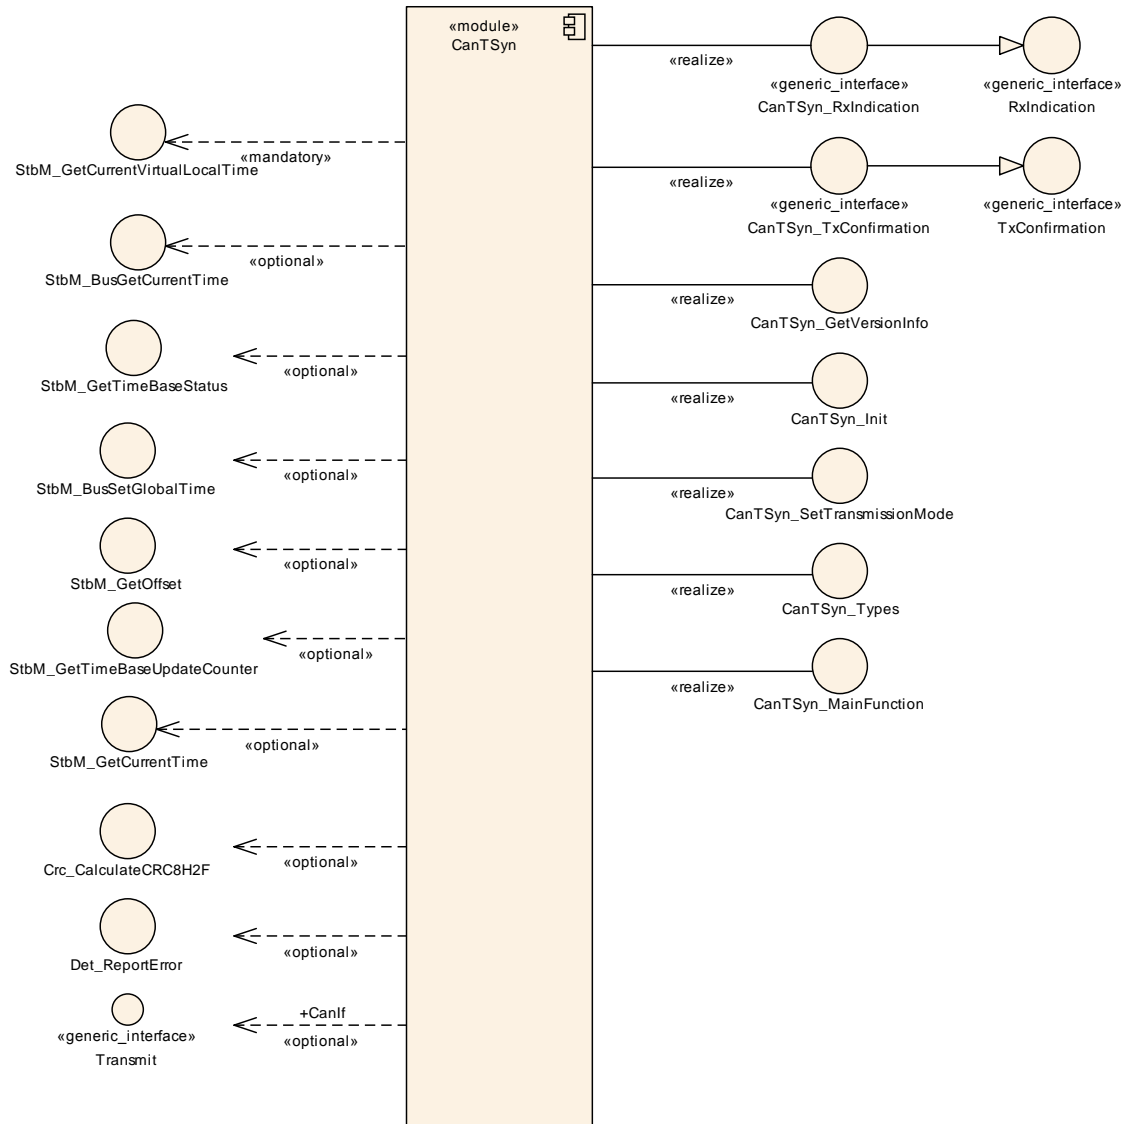 «module»
CanTSyn
«realize»
«generic_interface»
CanTSyn_RxIndication
«generic_interface»
RxIndication
«mandatory»
StbM_GetCurrentVirtualLocalTime
«realize»
«generic_interface»
CanTSyn_TxConfirmation
«generic_interface»
TxConfirmation
«optional»
StbM_BusGetCurrentTime
«realize»
CanTSyn_GetVersionInfo
«optional»
StbM_GetTimeBaseStatus
«realize»
CanTSyn_Init
«optional»
StbM_BusSetGlobalTime
«realize»
CanTSyn_SetTransmissionMode
«optional»
StbM_GetOffset
«realize»
CanTSyn_Types
«optional»
StbM_GetTimeBaseUpdateCounter
«realize»
CanTSyn_MainFunction
«optional»
StbM_GetCurrentTime
«optional»
Crc_CalculateCRC8H2F
«optional»
Det_ReportError
+CanIf
«optional»
«generic_interface»
Transmit